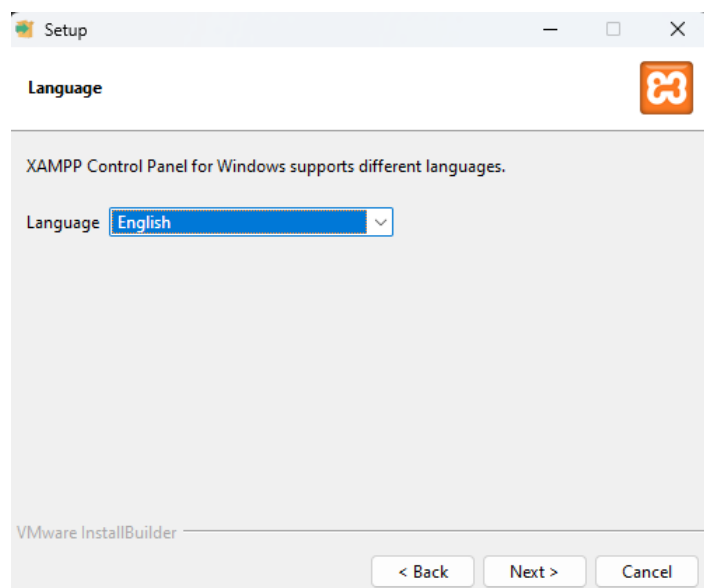 Setup
Language
XAMPP Control Panel for Windows supports different languages.
Language English
VMware InstallBuilder
< Back Next > Cancel